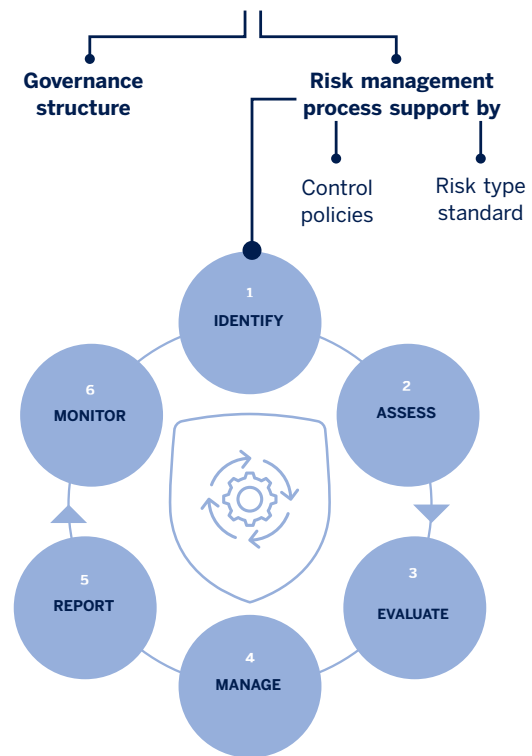 Governance
structure
Risk management
process support by
Control
policies
Risk type
standard
1
IDENTIFY
2
ASSESS
3
EVALUATE
4
MANAGE
5
REPORT
6
MONITOR